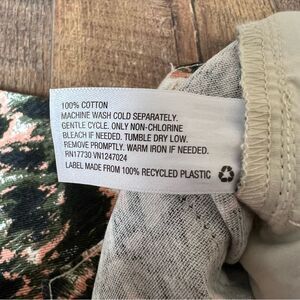 100% COTTON
MACHINE WASH COLD SEPARATELY.
GENTLE CYCLE. ONLY NON-CHLORINE
BLEACH IF NEEDED. TUMBLE DRY LOW.
REMOVE PROMPTLY. WARM IRON IF NEEDED.
RN17730 VN1247024
LABEL MADE FROM 100% RECYCLED PLASTIC